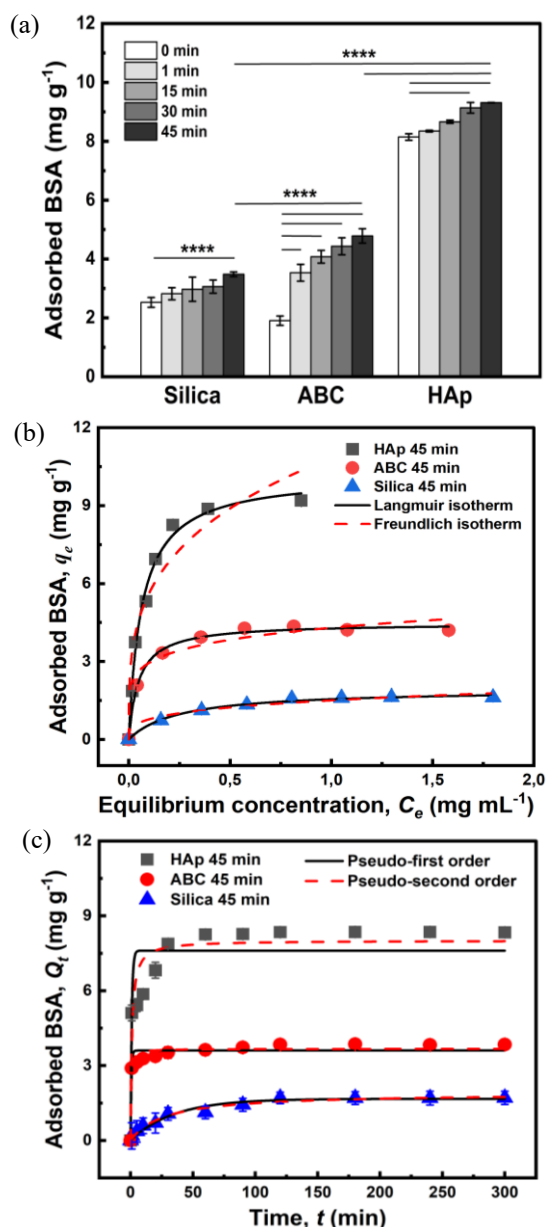 (a)
12
10
8
6
4
2
0
Adsorbed BSA (mg g⁻¹)
0 min
1 min
15 min
30 min
45 min
****
****
****
Silica ABC HAp
(b)
12
9
6
3
0
Adsorbed BSA, qₑ (mg g⁻¹)
HAp 45 min
ABC 45 min
Silica 45 min
Langmuir isotherm
Freundlich isotherm
0,0 0,5 1,0 1,5 2,0
Equilibrium concentration, Cₑ (mg mL⁻¹)
(c)
12
9
6
3
0
Adsorbed BSA, Qₜ (mg g⁻¹)
HAp 45 min
ABC 45 min
Silica 45 min
Pseudo-first order
Pseudo-second order
0 50 100 150 200 250 300
Time, t (min)